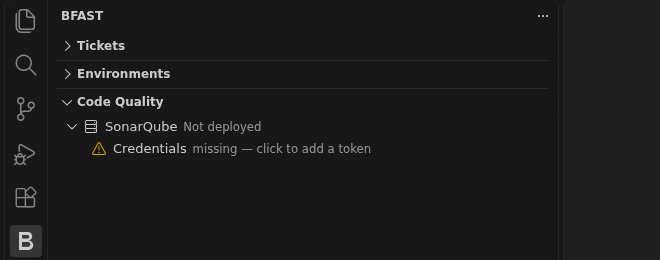 BFAST
Tickets
Environments
Code Quality
SonarQube Not deployed
Credentials missing — click to add a token
B